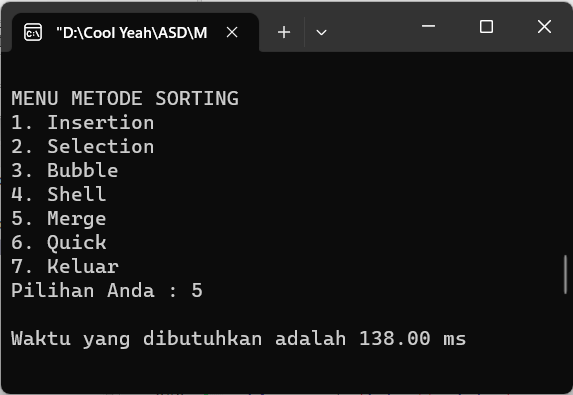 "D:\Cool Yeah\ASD\M
MENU METODE SORTING
1. Insertion
2. Selection
3. Bubble
4. Shell
5. Merge
6. Quick
7. Keluar
Pilihan Anda : 5
Waktu yang dibutuhkan adalah 138.00 ms